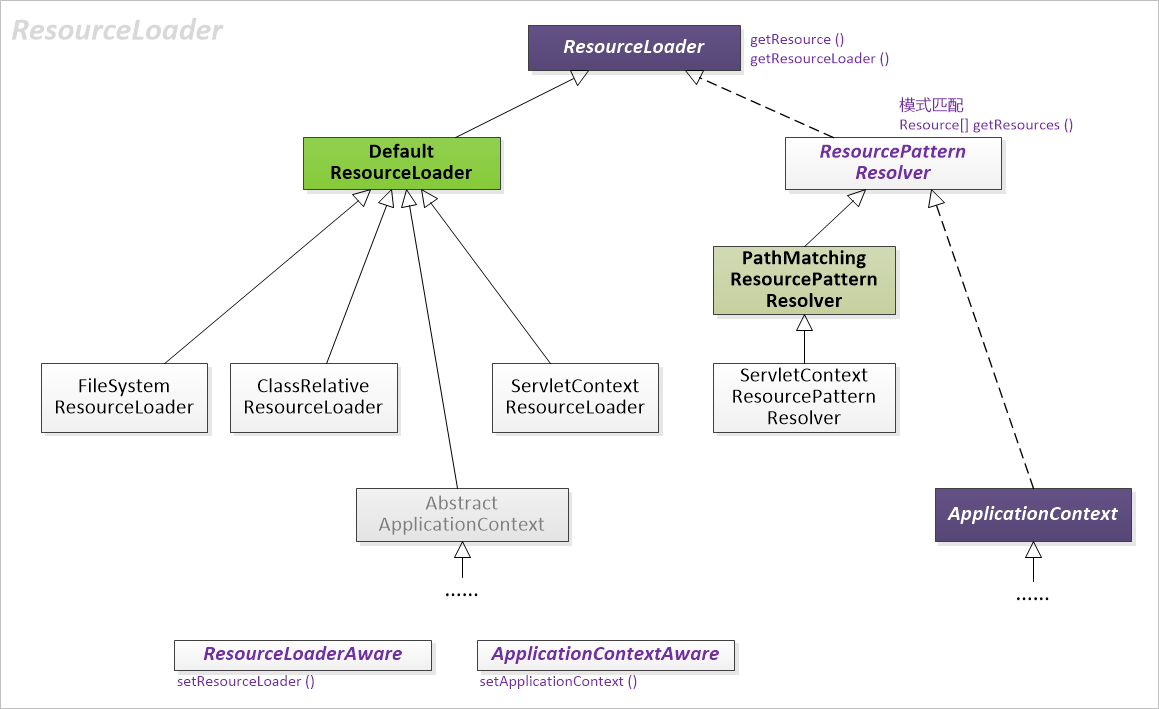 ResourceLoader
ResourceLoader
getResource ()
getResourceLoader ()
模式匹配
Resource[] getResources ()
Default
ResourceLoader
ResourcePattern
Resolver
PathMatching
ResourcePattern
Resolver
FileSystem
ResourceLoader
ClassRelative
ResourceLoader
ServletContext
ResourceLoader
ServletContext
ResourcePattern
Resolver
Abstract
ApplicationContext
ApplicationContext
......
......
ResourceLoaderAware
setResourceLoader ()
ApplicationContextAware
setApplicationContext ()